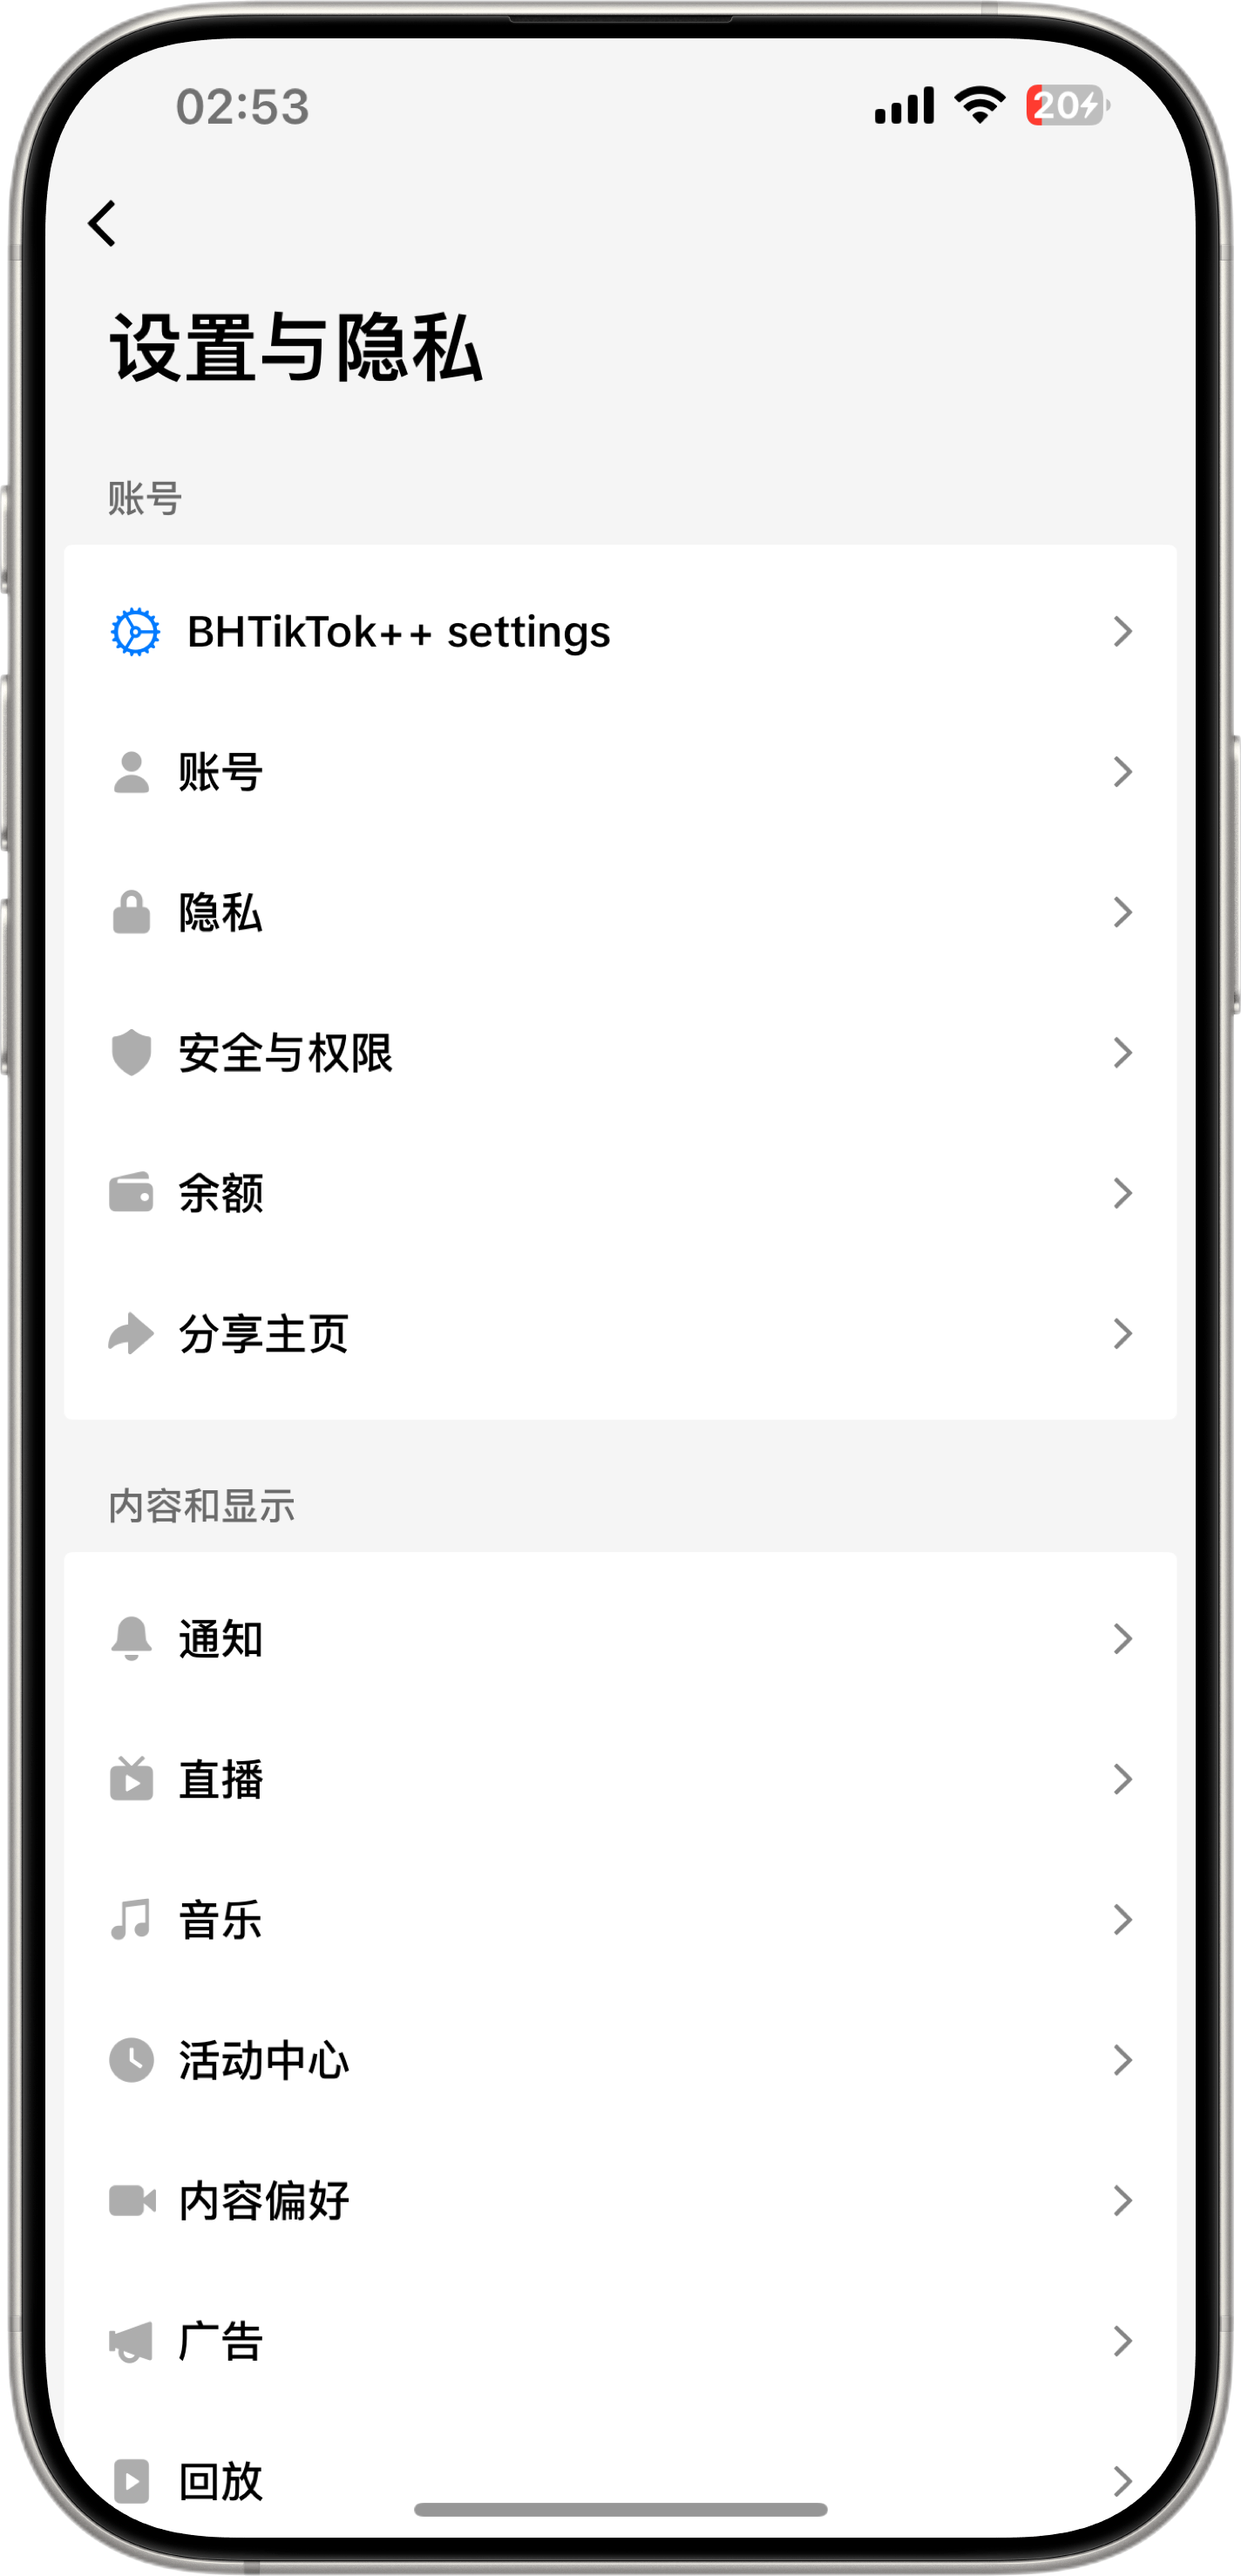 02:53
20
设置与隐私
账号
BHTikTok++ settings
账号
隐私
安全与权限
余额
分享主页
内容和显示
通知
直播
音乐
活动中心
内容偏好
广告
回放